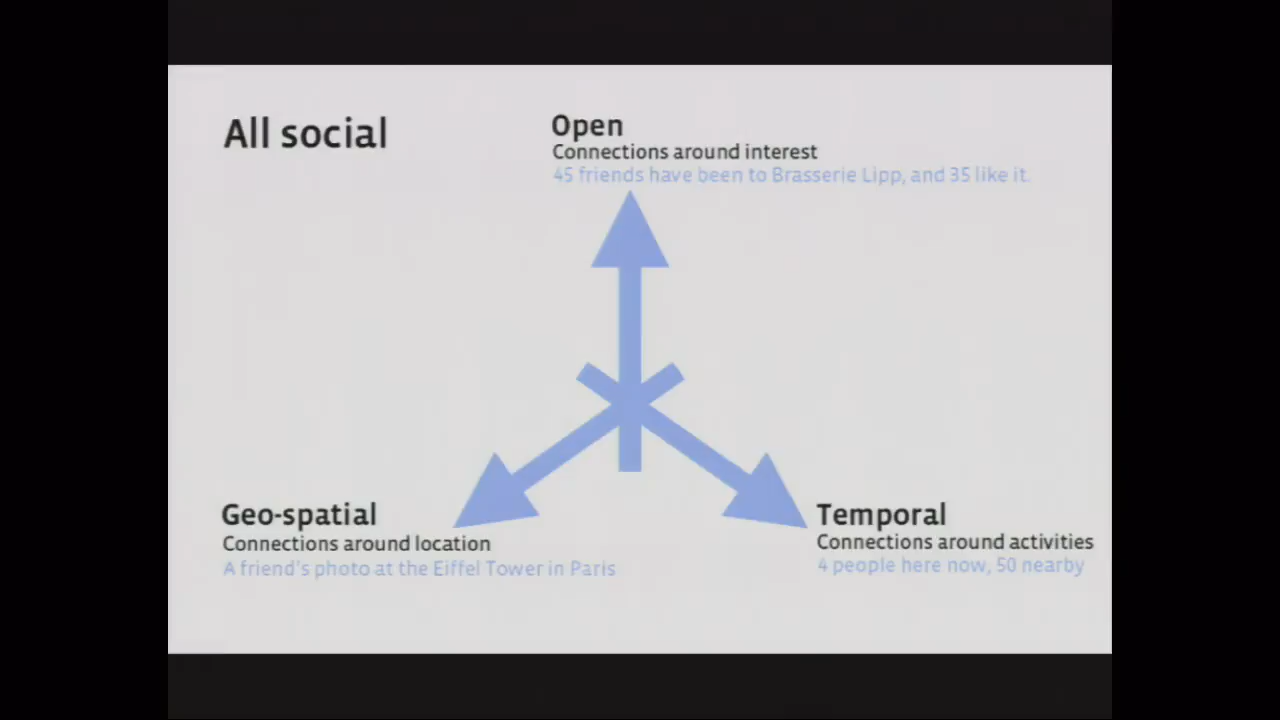 All social
Open
Connections around interest
45 friends have been to Brasserie Lipp, and 35 like it.
Geo-spatial
Connections around location
A friend's photo at the Eiffel Tower in Paris
Temporal
Connections around activities
4 people here now, 50 nearby